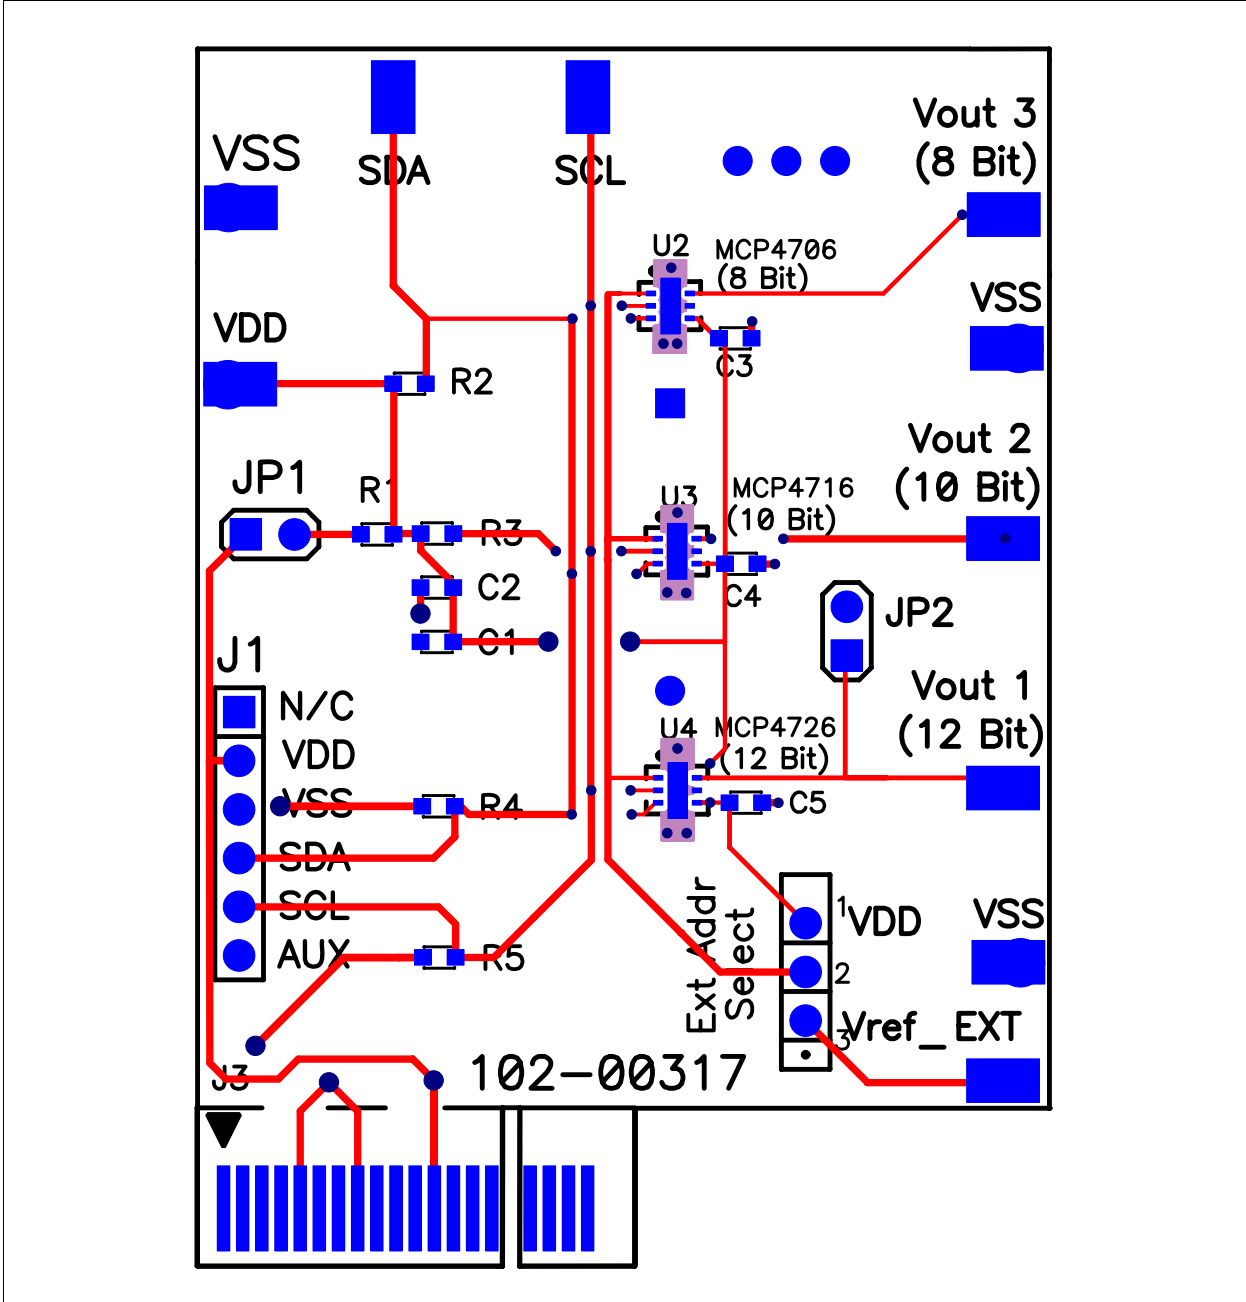 Vout 3
(8 Bit)
VSS
SDA
SCL
U2
MCP4706
(8 Bit)
VSS
VDD
C3
R2
Vout 2
(10 Bit)
JP1
R1
U3
MCP4716
(10 Bit)
R3
C2
C4
JP2
J1
C1
Vout 1
(12 Bit)
N/C
VDD
VSS
SDA
SCL
AUX
U4
MCP4726
(12 Bit)
R4
C5
R5
Ext Addr
Select
1
VDD
2
3
VSS
Vref_EXT
J3
102-00317